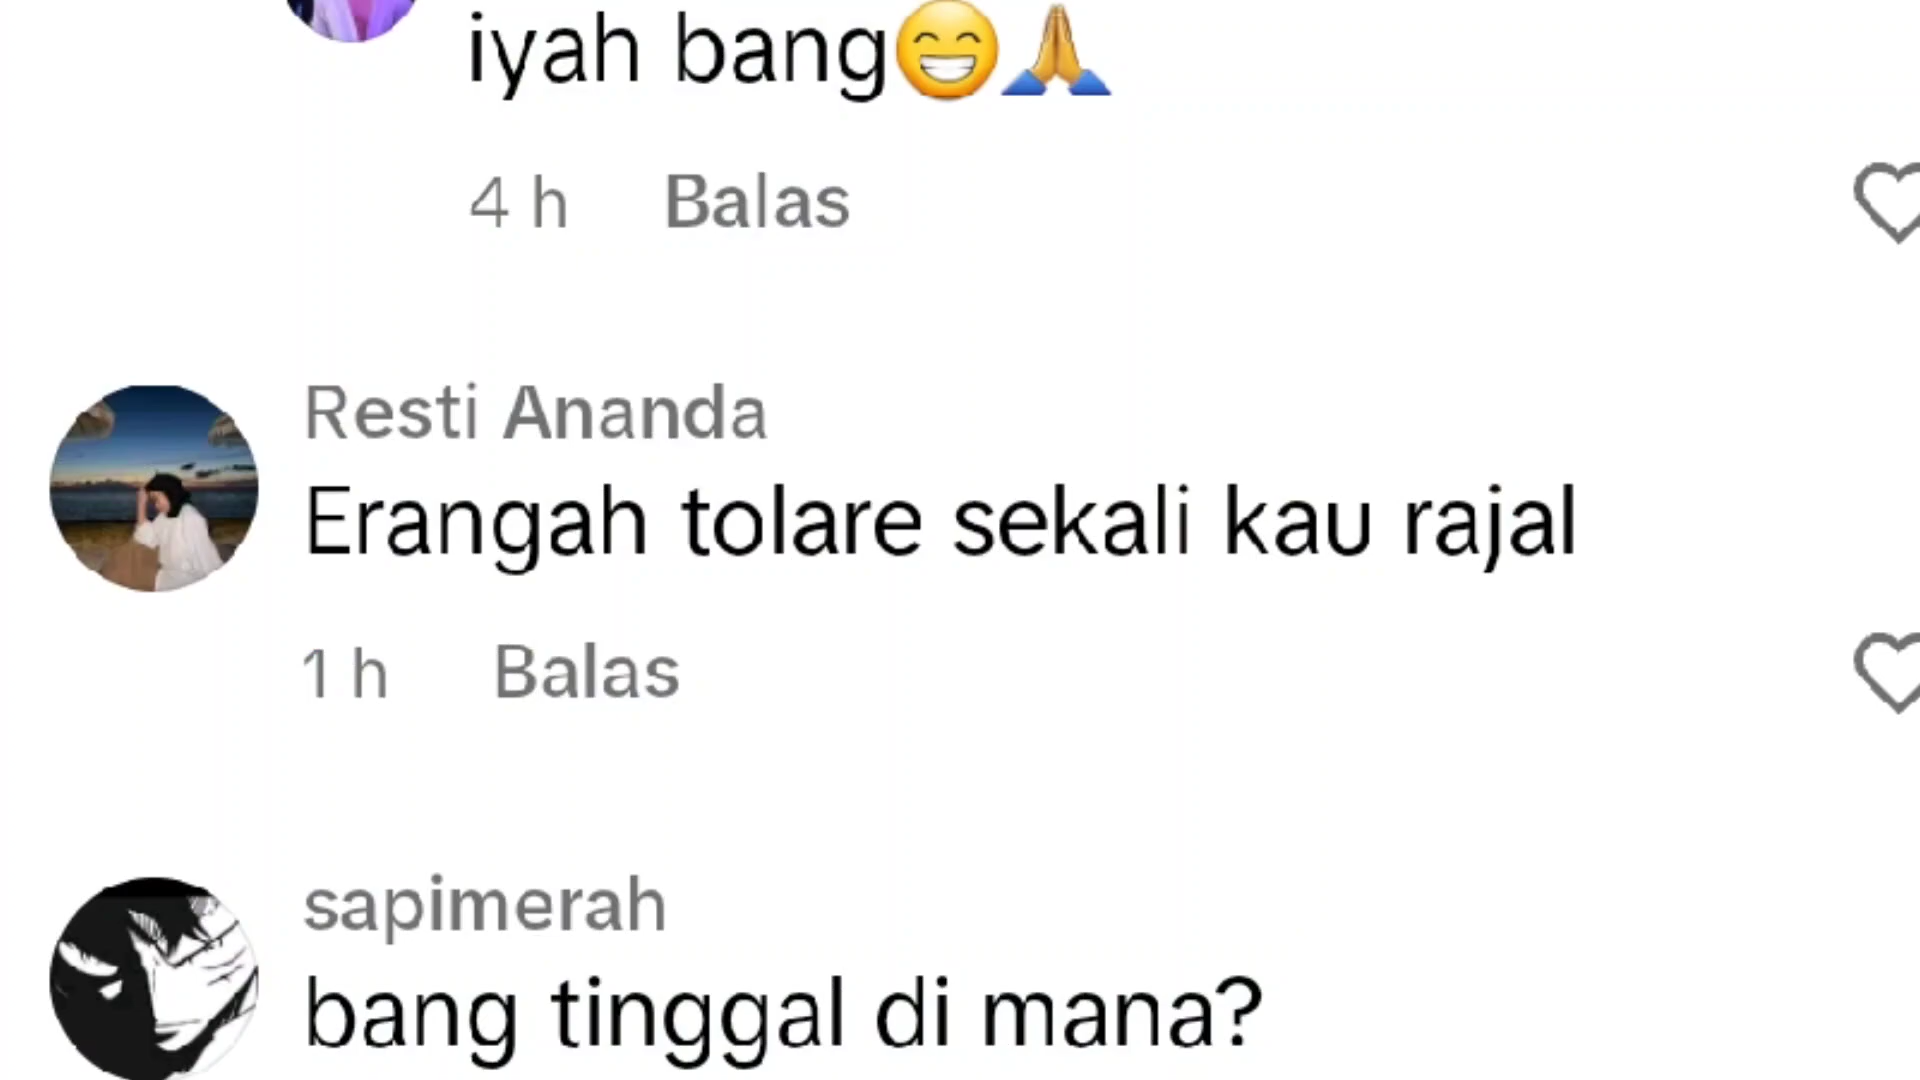 iyah bang😁🙏
4 h Balas
Resti Ananda
Erangah tolare sekali kau rajal
1 h Balas
sapimerah
bang tinggal di mana?